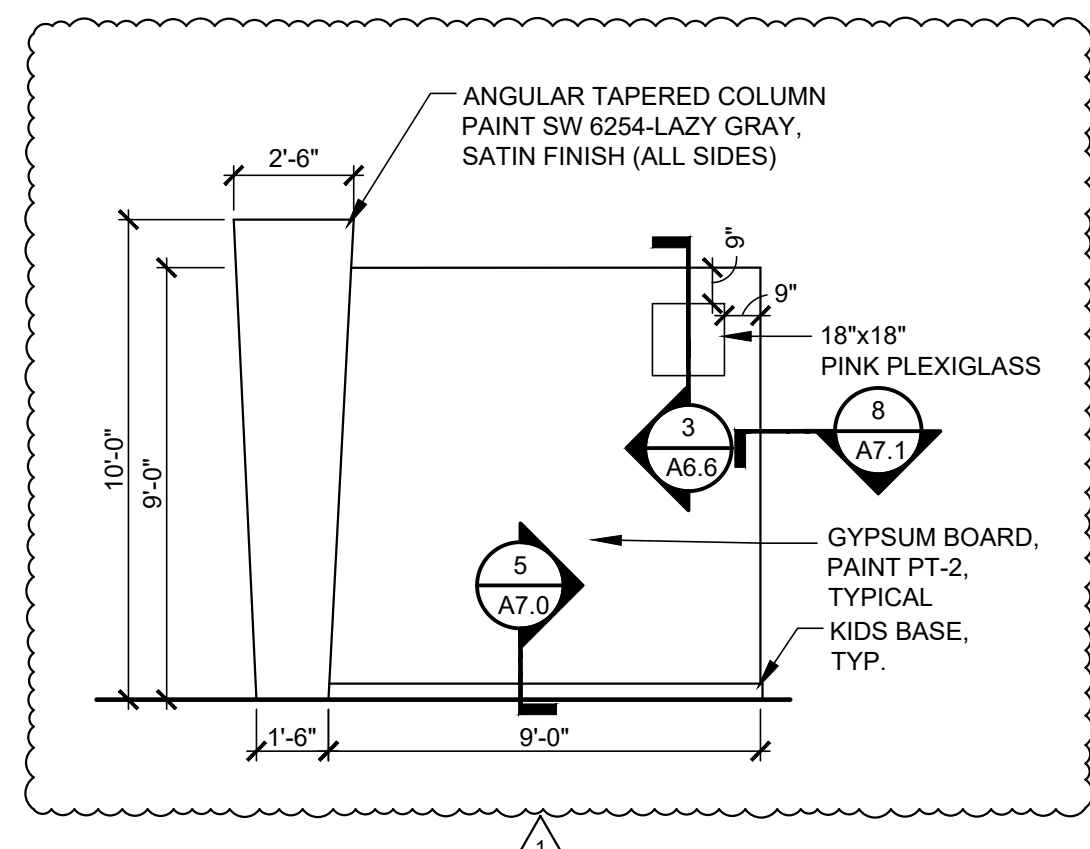 ANGULAR TAPERED COLUMN
PAINT SW 6254-LAZY GRAY,
SATIN FINISH (ALL SIDES)
2'-6"
9"
9"
18"x18"
PINK PLEXIGLASS
10'-0"
9'-0"
3
A6.6
8
A7.1
5
A7.0
GYPSUM BOARD,
PAINT PT-2,
TYPICAL
KIDS BASE,
TYP.
1'-6"
9'-0"
1